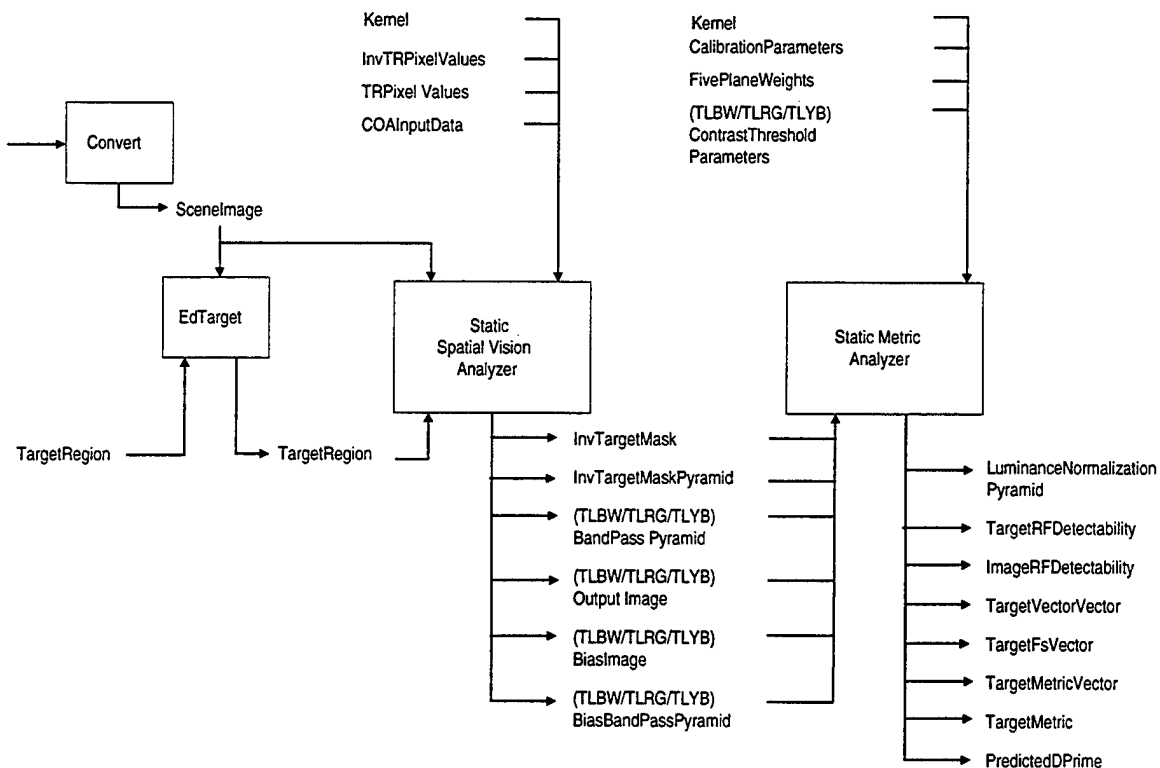 Kernel
InvTRPixelValues
TRPixel Values
COAInputData
Kernel
CalibrationParameters
FivePlaneWeights
(TLBW/TLRG/TLYB)
ContrastThreshold
Parameters
Convert
SceneImage
EdTarget
Static
Spatial Vision
Analyzer
Static Metric
Analyzer
TargetRegion
TargetRegion
InvTargetMask
InvTargetMaskPyramid
(TLBW/TLRG/TLYB)
BandPass Pyramid
(TLBW/TLRG/TLYB)
Output Image
(TLBW/TLRG/TLYB)
BiasImage
(TLBW/TLRG/TLYB)
BiasBandPassPyramid
LuminanceNormalization
Pyramid
TargetRFDetectability
ImageRFDetectability
TargetVectorVector
TargetFsVector
TargetMetricVector
TargetMetric
PredictedDPrime